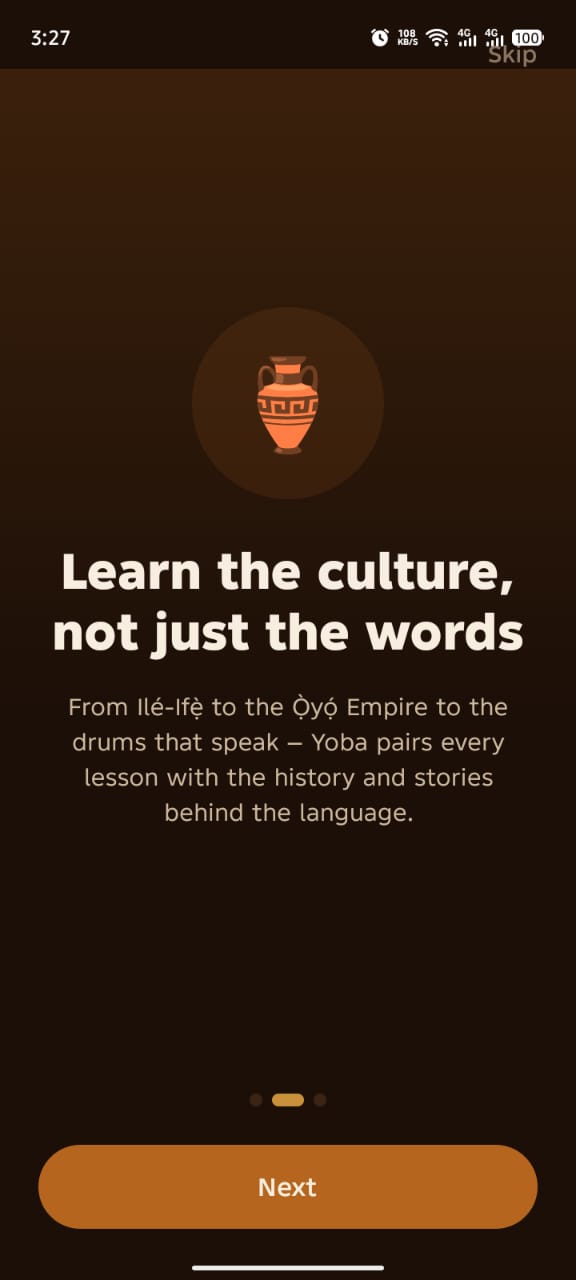 3:27
108
KB/S
4G
4G
100
Skip
Learn the culture,
not just the words
From Ilé-Ifẹ̀ to the Ọ̀yọ́ Empire to the
drums that speak — Yoba pairs every
lesson with the history and stories
behind the language.
Next